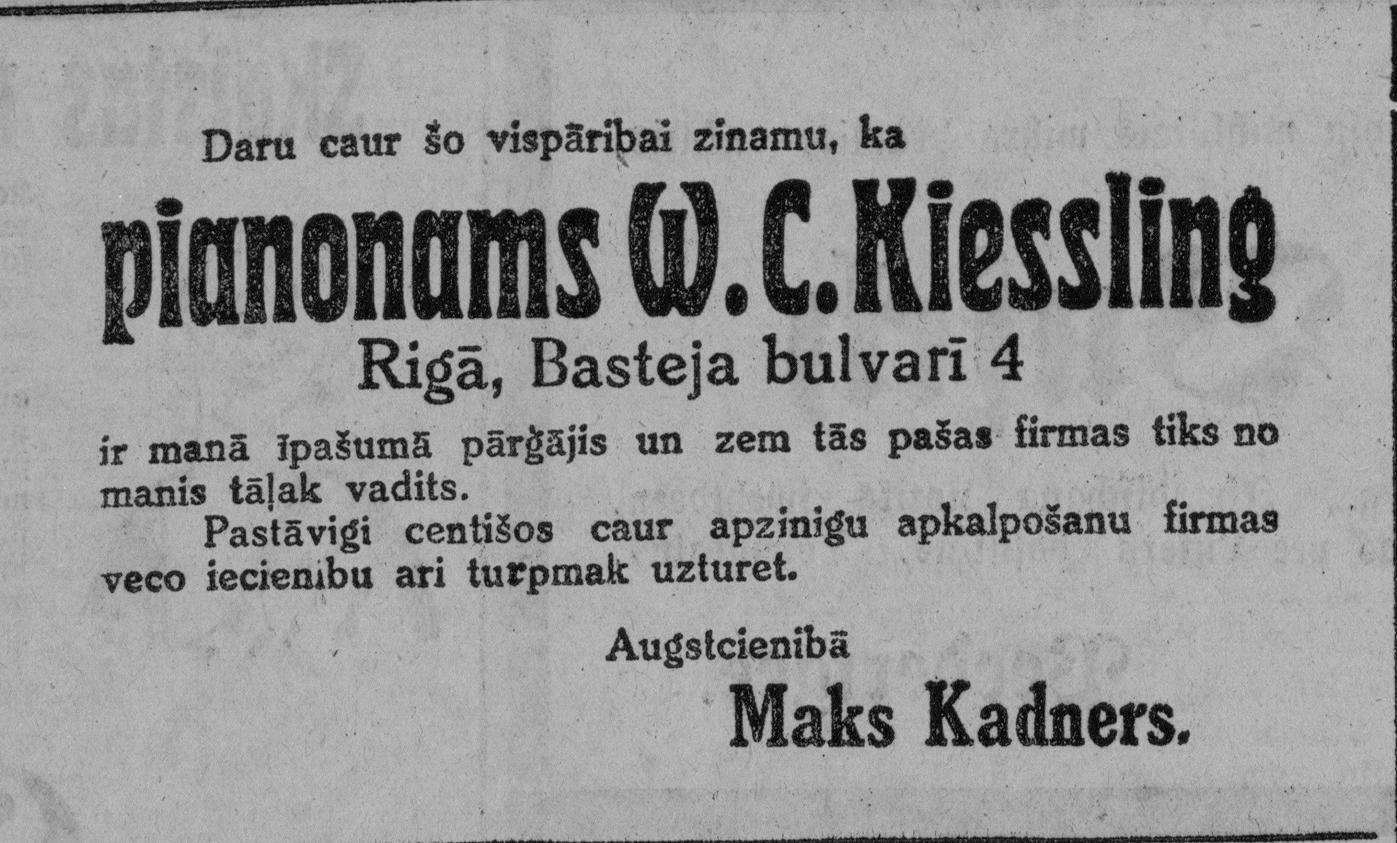 Daru caur šo vispāribai zinamu, ka
pianonams W. C. Kiessling
Rigā, Basteja bulvarī 4
ir manā īpašumā pārģājis un zem tās pašas firmas tiks no
manis tāļak vadits.
Pastāvigi centišos caur apzinigu apkalpošanu firmas
veco iecienibu ari turpmak uzturet.
Augstcienibā
Maks Kadners.